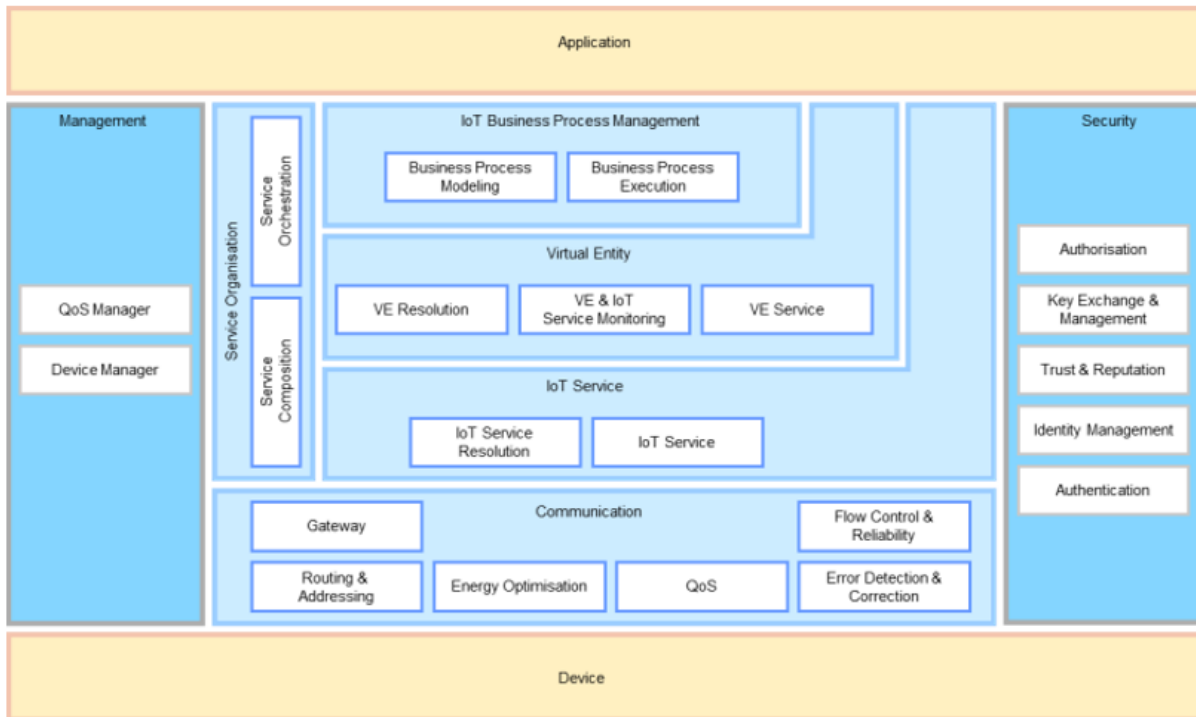 Application
Management
QoS Manager
Device Manager
Service Organisation
Service
Orchestration
Service
Composition
IoT Business Process Management
Business Process
Modeling
Business Process
Execution
Virtual Entity
VE Resolution
VE & IoT
Service Monitoring
VE Service
IoT Service
IoT Service
Resolution
IoT Service
Communication
Gateway
Flow Control &
Reliability
Routing &
Addressing
Energy Optimisation
QoS
Error Detection &
Correction
Security
Authorisation
Key Exchange &
Management
Trust & Reputation
Identity Management
Authentication
Device